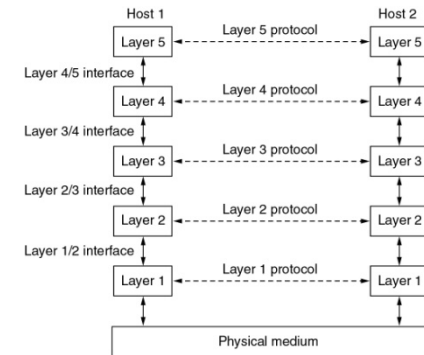 Host 1 Host 2
Layer 5 Layer 5 protocol Layer 5
Layer 4/5 interface
Layer 4 Layer 4 protocol Layer 4
Layer 3/4 interface
Layer 3 Layer 3 protocol Layer 3
Layer 2/3 interface
Layer 2 Layer 2 protocol Layer 2
Layer 1/2 interface
Layer 1 Layer 1 protocol Layer 1
Physical medium